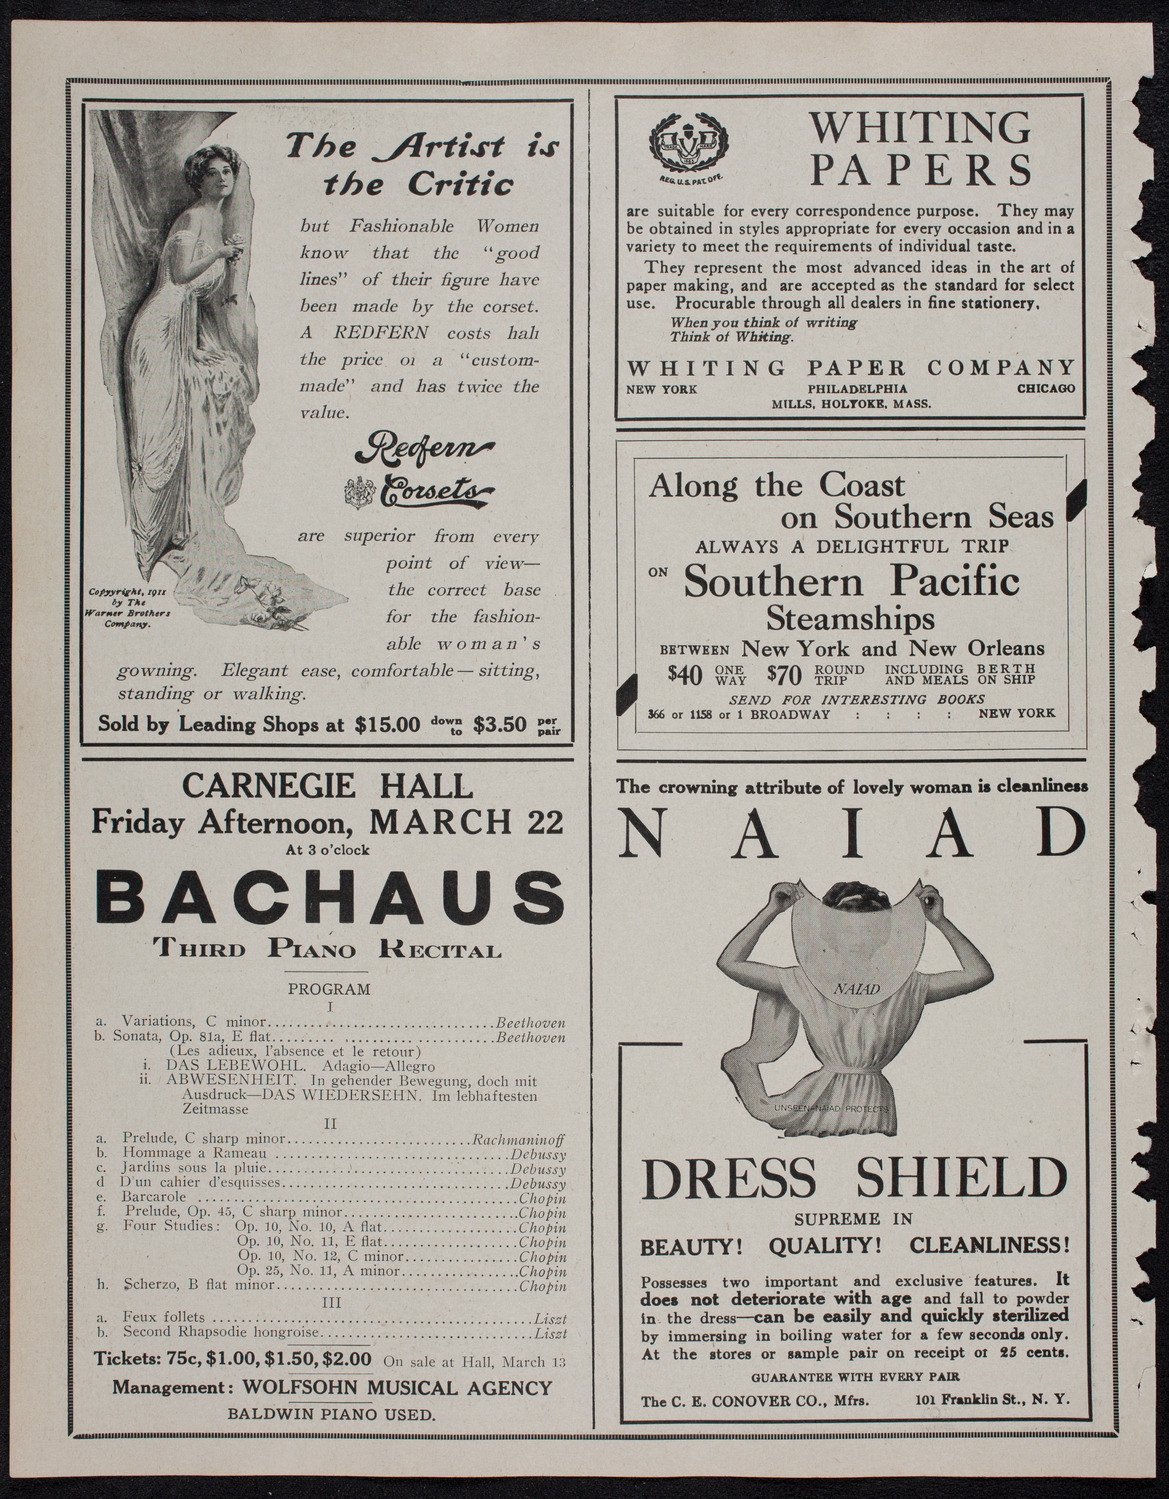 The Artist is
the Critic
but Fashionable Women
know that the "good
lines" of their figure have
been made by the corset.
A REDFERN costs half
the price of a "custom-
made" and has twice the
value.
Redfern
Corsets
are superior from every
point of view—
the correct base
for the fashion-
able woman's
gowning. Elegant ease, comfortable—sitting,
standing or walking.
Copyright, 1911
by The
Warner Brothers
Company.
Sold by Leading Shops at $15.00 down to $3.50 per pair
CARNEGIE HALL
Friday Afternoon, MARCH 22
At 3 o'clock
BACHAUS
THIRD PIANO RECITAL
PROGRAM
I
a. Variations, C minor..............................Beethoven
b. Sonata, Op. 81a, E flat......... ....................Beethoven
(Les adieux, l'absence et le retour)
i. DAS LEBEWOHL. Adagio—Allegro
ii. ABWESENHEIT. In gehender Bewegung, doch mit
Ausdruck—DAS WIEDERSEHN. Im lebhaftesten
Zeitmasse
II
a. Prelude, C sharp minor........................Rachmaninoff
b. Hommage a Rameau ...............................Debussy
c. Jardins sous la pluie................................Debussy
d D'un cahier d'esquisses..............................Debussy
e. Barcarole ..........................................Chopin
f. Prelude, Op. 45, C sharp minor.......................Chopin
g. Four Studies: Op. 10, No. 10, A flat..................Chopin
Op. 10, No. 11, E flat..................Chopin
Op. 10, No. 12, C minor...............Chopin
Op. 25, No. 11, A minor...............Chopin
h. Scherzo, B flat minor................................Chopin
III
a. Feux follets ..........................................Liszt
b. Second Rhapsodie hongroise............................Liszt
Tickets: 75c, $1.00, $1.50, $2.00 On sale at Hall, March 13
Management: WOLFSOHN MUSICAL AGENCY
BALDWIN PIANO USED.
REG. U.S. PAT. OFF.
WHITING
PAPERS
are suitable for every correspondence purpose. They may
be obtained in styles appropriate for every occasion and in a
variety to meet the requirements of individual taste.
They represent the most advanced ideas in the art of
paper making, and are accepted as the standard for select
use. Procurable through all dealers in fine stationery.
When you think of writing
Think of Whiting.
WHITING PAPER COMPANY
NEW YORK PHILADELPHIA CHICAGO
MILLS, HOLYOKE, MASS.
Along the Coast
on Southern Seas
ALWAYS A DELIGHTFUL TRIP
ON Southern Pacific
Steamships
BETWEEN New York and New Orleans
$40 ONE WAY $70 ROUND TRIP INCLUDING BERTH AND MEALS ON SHIP
SEND FOR INTERESTING BOOKS
366 or 1158 or 1 BROADWAY : : : : NEW YORK
The crowning attribute of lovely woman is cleanliness
NAIAD
NAIAD
UNSEEN-NAIAD PROTECTS
DRESS SHIELD
SUPREME IN
BEAUTY! QUALITY! CLEANLINESS!
Possesses two important and exclusive features. It
does not deteriorate with age and fall to powder
in the dress—can be easily and quickly sterilized
by immersing in boiling water for a few seconds only.
At the stores or sample pair on receipt of 25 cents.
GUARANTEE WITH EVERY PAIR
The C. E. CONOVER CO., Mfrs. 101 Franklin St., N. Y.